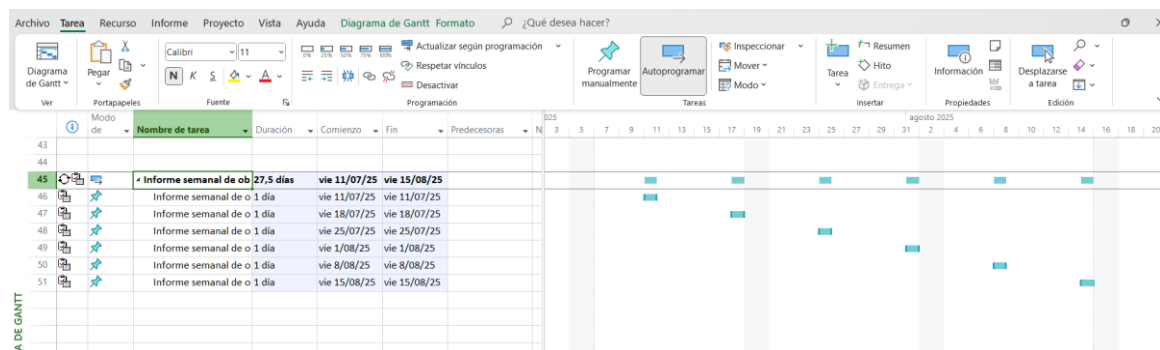 Archivo Tarea Recurso Informe Proyecto Vista Ayuda Diagrama de Gantt Formato ¿Qué desea hacer?
Diagrama de Gantt
Ver
Pegar
Portapapeles
Calibri 11
N K S A
Fuente
0% 25% 50% 75% 100%
Actualizar según programación
Respetar vínculos
Desactivar
Programación
Programar manualmente
Autoprogramar
Inspeccionar
Mover
Modo
Tareas
Tarea
Resumen
Hito
Entrega
Insertar
Información
Propiedades
Desplazarse a tarea
Edición
Modo de Nombre de tarea Duración Comienzo Fin Predecesoras N
025 agosto 2025
3 5 7 9 11 13 15 17 19 21 23 25 27 29 31 2 4 6 8 10 12 14 16 18 20
43
44
45 Informe semanal de ob 27,5 días vie 11/07/25 vie 15/08/25
46 Informe semanal de o 1 día vie 11/07/25 vie 11/07/25
47 Informe semanal de o 1 día vie 18/07/25 vie 18/07/25
48 Informe semanal de o 1 día vie 25/07/25 vie 25/07/25
49 Informe semanal de o 1 día vie 1/08/25 vie 1/08/25
50 Informe semanal de o 1 día vie 8/08/25 vie 8/08/25
51 Informe semanal de o 1 día vie 15/08/25 vie 15/08/25
A DE GANTT